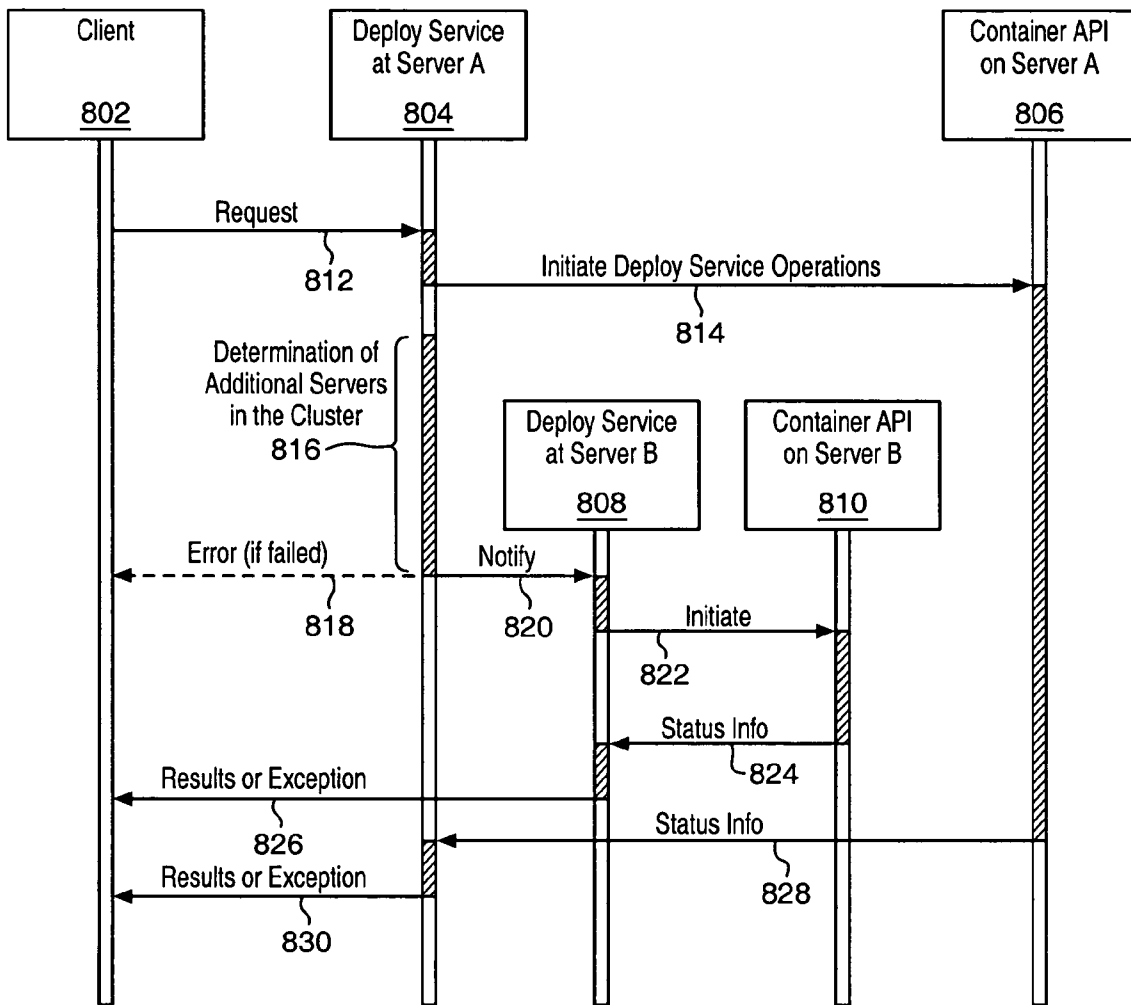 Client
802
Deploy Service
at Server A
804
Container API
on Server A
806
Request
812
Initiate Deploy Service Operations
814
Determination of
Additional Servers
in the Cluster
816
Deploy Service
at Server B
808
Container API
on Server B
810
Error (if failed)
818
Notify
820
Initiate
822
Status Info
824
Results or Exception
826
Status Info
828
Results or Exception
830